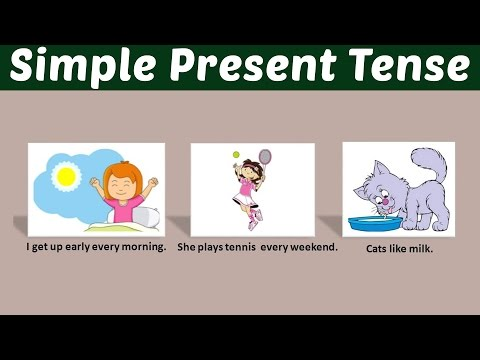 Simple Present Tense
I get up early every morning.
She plays tennis every weekend.
Cats like milk.